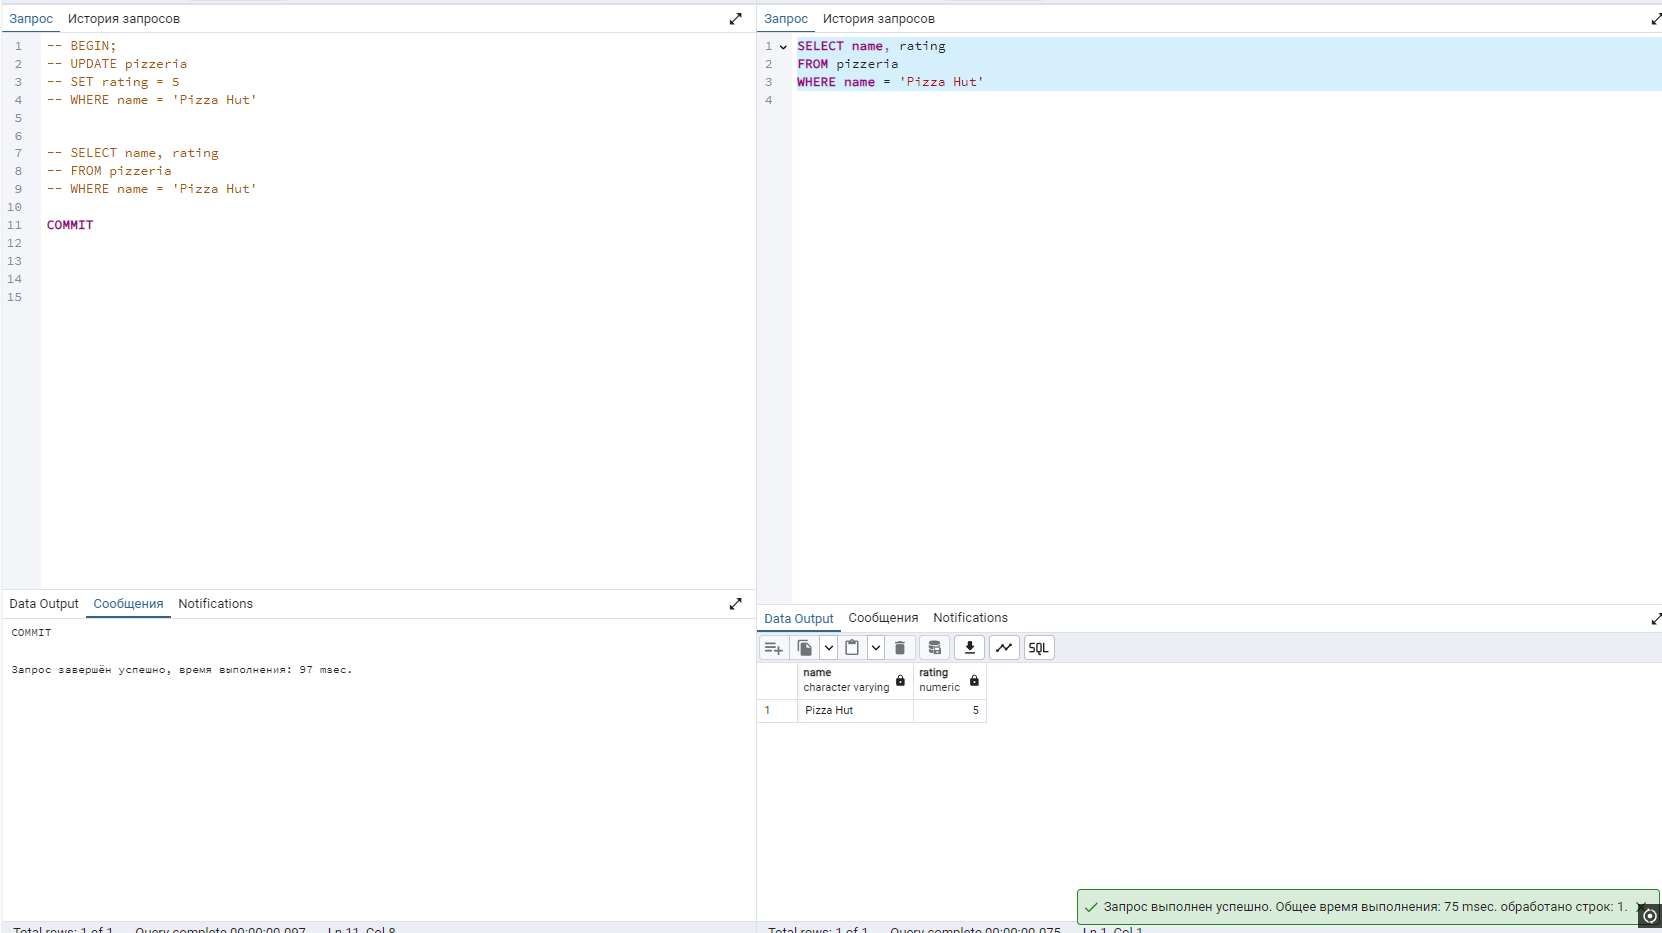 Запрос История запросов
1 -- BEGIN;
2 -- UPDATE pizzeria
3 -- SET rating = 5
4 -- WHERE name = 'Pizza Hut'
5
6
7 -- SELECT name, rating
8 -- FROM pizzeria
9 -- WHERE name = 'Pizza Hut'
10
11 COMMIT
12
13
14
15
Data Output Сообщения Notifications
COMMIT
Запрос завершён успешно, время выполнения: 97 msec.
Total rows: 1 of 1 Query complete 00:00:00.097 Ln 11, Col 8
Запрос История запросов
1 SELECT name, rating
2 FROM pizzeria
3 WHERE name = 'Pizza Hut'
4
Data Output Сообщения Notifications
SQL
name rating
character varying numeric
1 Pizza Hut 5
Запрос выполнен успешно. Общее время выполнения: 75 msec. обработано строк: 1.
Total rows: 1 of 1 Query complete 00:00:00.075 Ln 1, Col 1